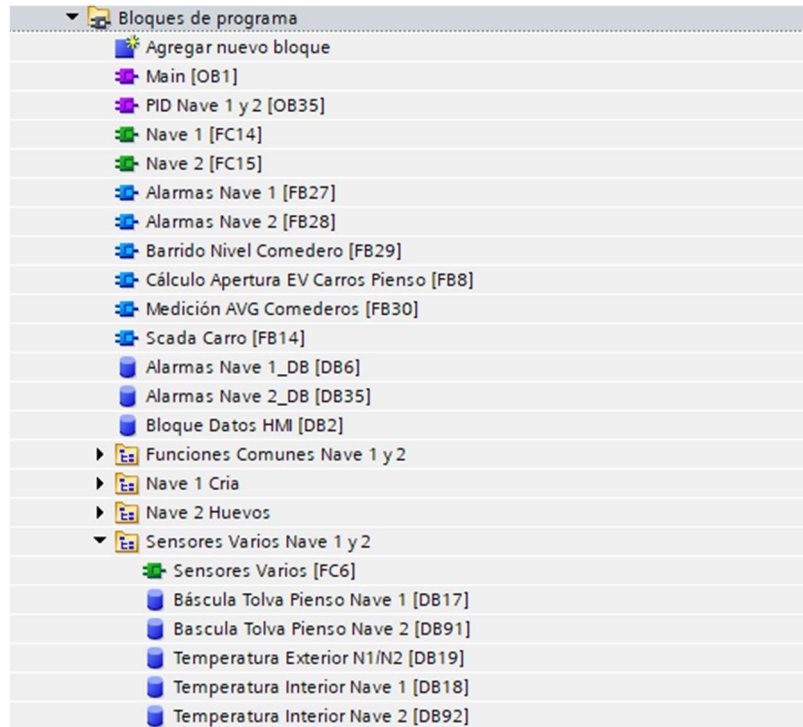 Bloques de programa
Agregar nuevo bloque
Main [OB1]
PID Nave 1 y 2 [OB35]
Nave 1 [FC14]
Nave 2 [FC15]
Alarmas Nave 1 [FB27]
Alarmas Nave 2 [FB28]
Barrido Nivel Comedero [FB29]
Cálculo Apertura EV Carros Pienso [FB8]
Medición AVG Comederos [FB30]
Scada Carro [FB14]
Alarmas Nave 1_DB [DB6]
Alarmas Nave 2_DB [DB35]
Bloque Datos HMI [DB2]
Funciones Comunes Nave 1 y 2
Nave 1 Cria
Nave 2 Huevos
Sensores Varios Nave 1 y 2
Sensores Varios [FC6]
Báscula Tolva Pienso Nave 1 [DB17]
Bascula Tolva Pienso Nave 2 [DB91]
Temperatura Exterior N1/N2 [DB19]
Temperatura Interior Nave 1 [DB18]
Temperatura Interior Nave 2 [DB92]